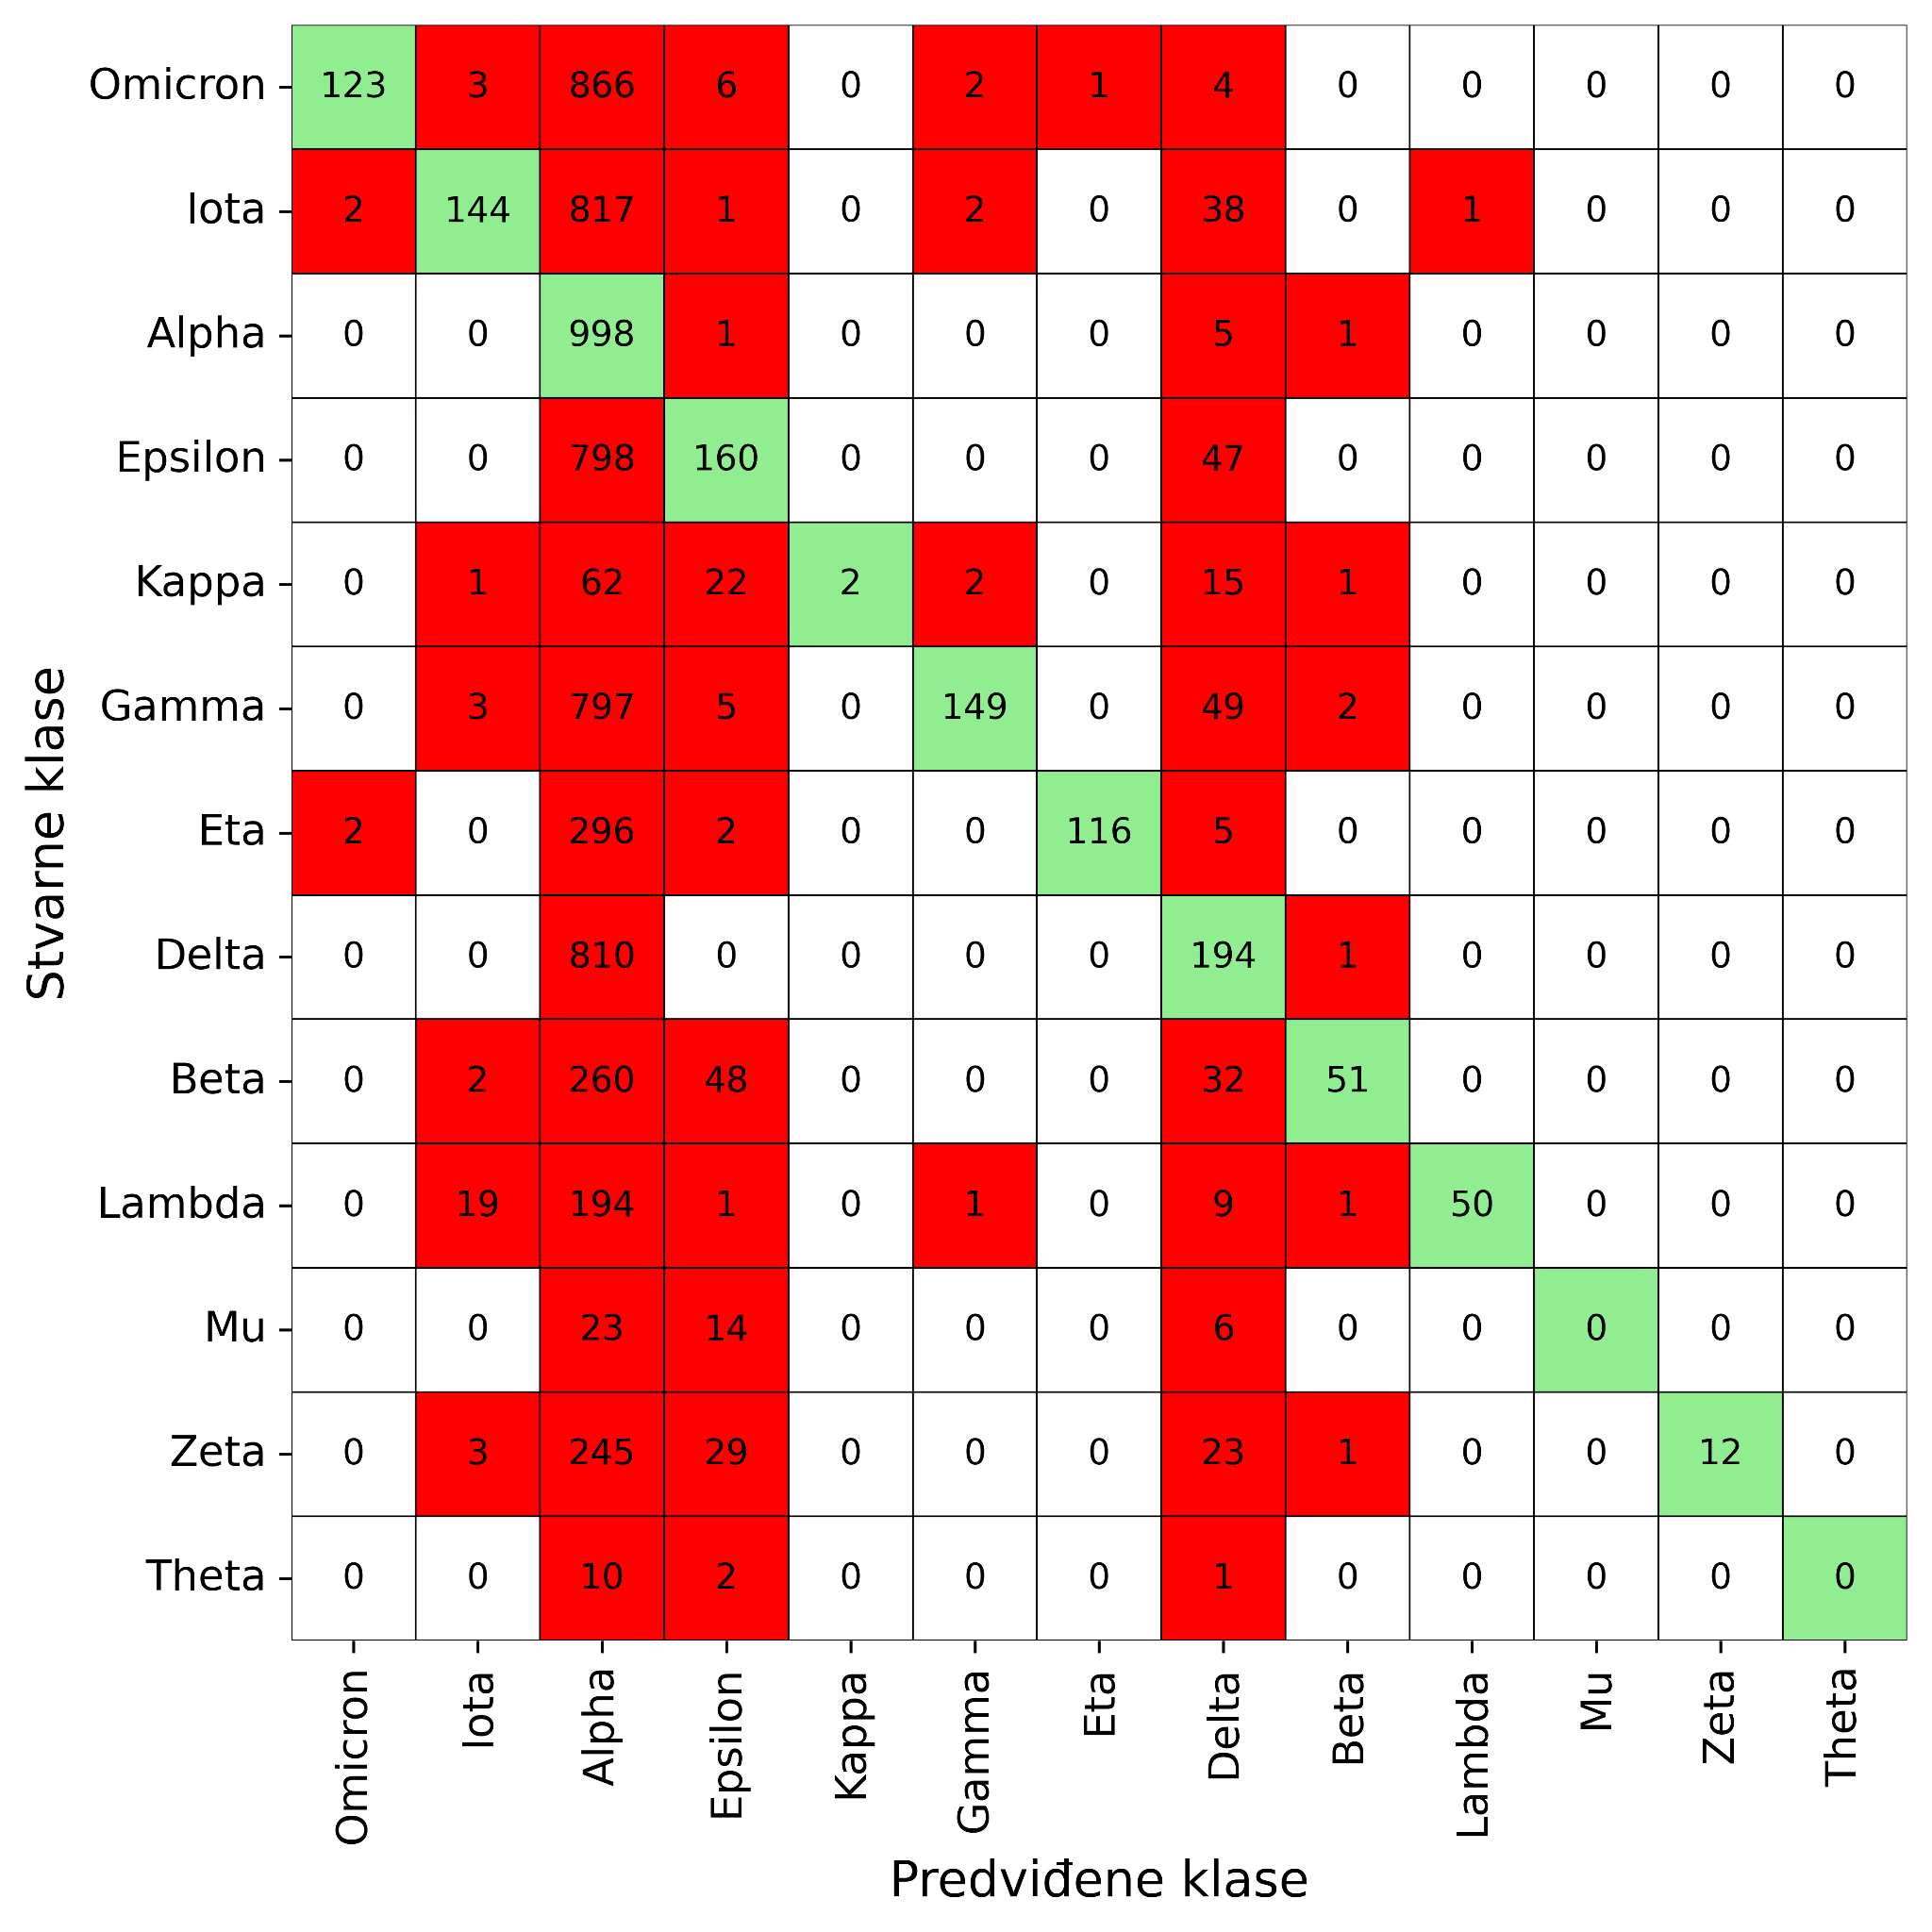 Stvarne klase
Omicron 123 3 866 6 0 2 1 4 0 0 0 0 0
Iota 2 144 817 1 0 2 0 38 0 1 0 0 0
Alpha 0 0 998 1 0 0 0 5 1 0 0 0 0
Epsilon 0 0 798 160 0 0 0 47 0 0 0 0 0
Kappa 0 1 62 22 2 2 0 15 1 0 0 0 0
Gamma 0 3 797 5 0 149 0 49 2 0 0 0 0
Eta 2 0 296 2 0 0 116 5 0 0 0 0 0
Delta 0 0 810 0 0 0 0 194 1 0 0 0 0
Beta 0 2 260 48 0 0 0 32 51 0 0 0 0
Lambda 0 19 194 1 0 1 0 9 1 50 0 0 0
Mu 0 0 23 14 0 0 0 6 0 0 0 0 0
Zeta 0 3 245 29 0 0 0 23 1 0 0 12 0
Theta 0 0 10 2 0 0 0 1 0 0 0 0 0
Omicron Iota Alpha Epsilon Kappa Gamma Eta Delta Beta Lambda Mu Zeta Theta
Predviđene klase